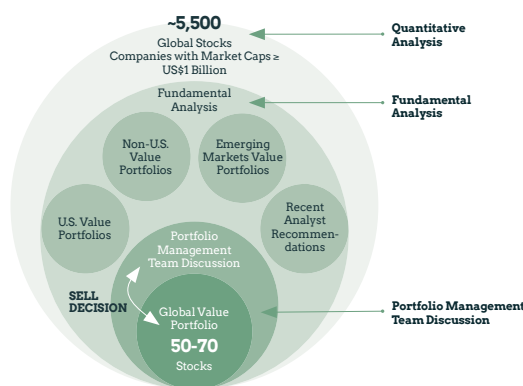 ~5,500
Global Stocks
Companies with Market Caps ≥
US$1 Billion
Quantitative
Analysis
Fundamental
Analysis
Fundamental
Analysis
Non-U.S.
Value
Portfolios
Emerging
Markets Value
Portfolios
U.S. Value
Portfolios
Recent
Analyst
Recommen-
dations
Portfolio
Management
Team Discussion
SELL
DECISION
Global Value
Portfolio
50-70
Stocks
Portfolio Management
Team Discussion